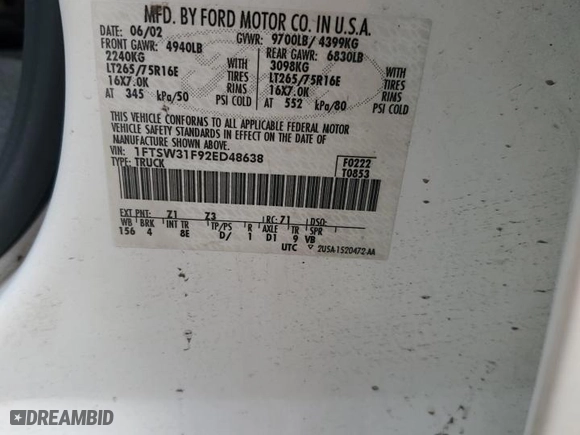 MFD. BY FORD MOTOR CO. IN U.S.A.
DATE: 06/02 GVWR: 9700LB/ 4399KG
FRONT GAWR: 4940LB REAR GAWR: 6830LB
2240KG WITH 3098KG WITH
LT265/75R16E TIRES LT265/75R16E TIRES
16X7.0K RIMS 16X7.0K RIMS
AT 345 kPa/50 PSI COLD AT 552 kPa/80 PSI COLD
THIS VEHICLE CONFORMS TO ALL APPLICABLE FEDERAL MOTOR
VEHICLE SAFETY STANDARDS IN EFFECT ON THE DATE OF MANUFACTURE
SHOWN ABOVE.
VIN: 1FTSW31F92ED48638 F0222
TYPE: TRUCK T0853
EXT PNT: Z1 Z3 RC: Z1 DSO:
WB BRK INT TR TP/PS R AXLE TR SPR
156 4 8E D/ 1 D1 9 VB
UTC 2USA-1520472-AA
DREAMBID